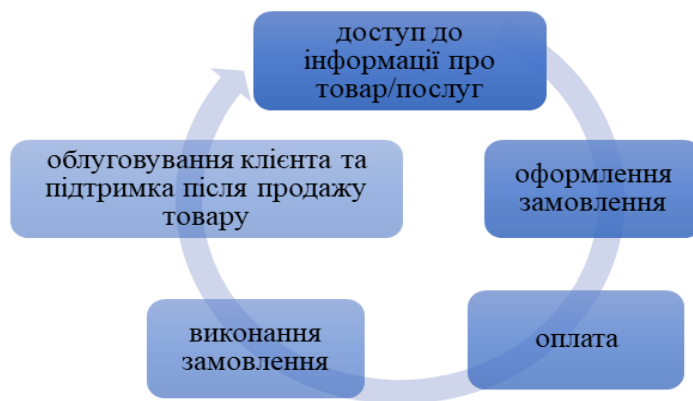 доступ до
інформації про
товар/послуг
оформлення
замовлення
оплата
виконання
замовлення
облуговування клієнта та
підтримка після продажу
товару